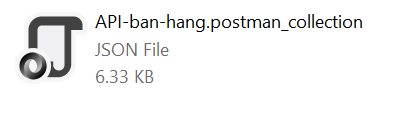 API-ban-hang.postman_collection
JSON File
6.33 KB